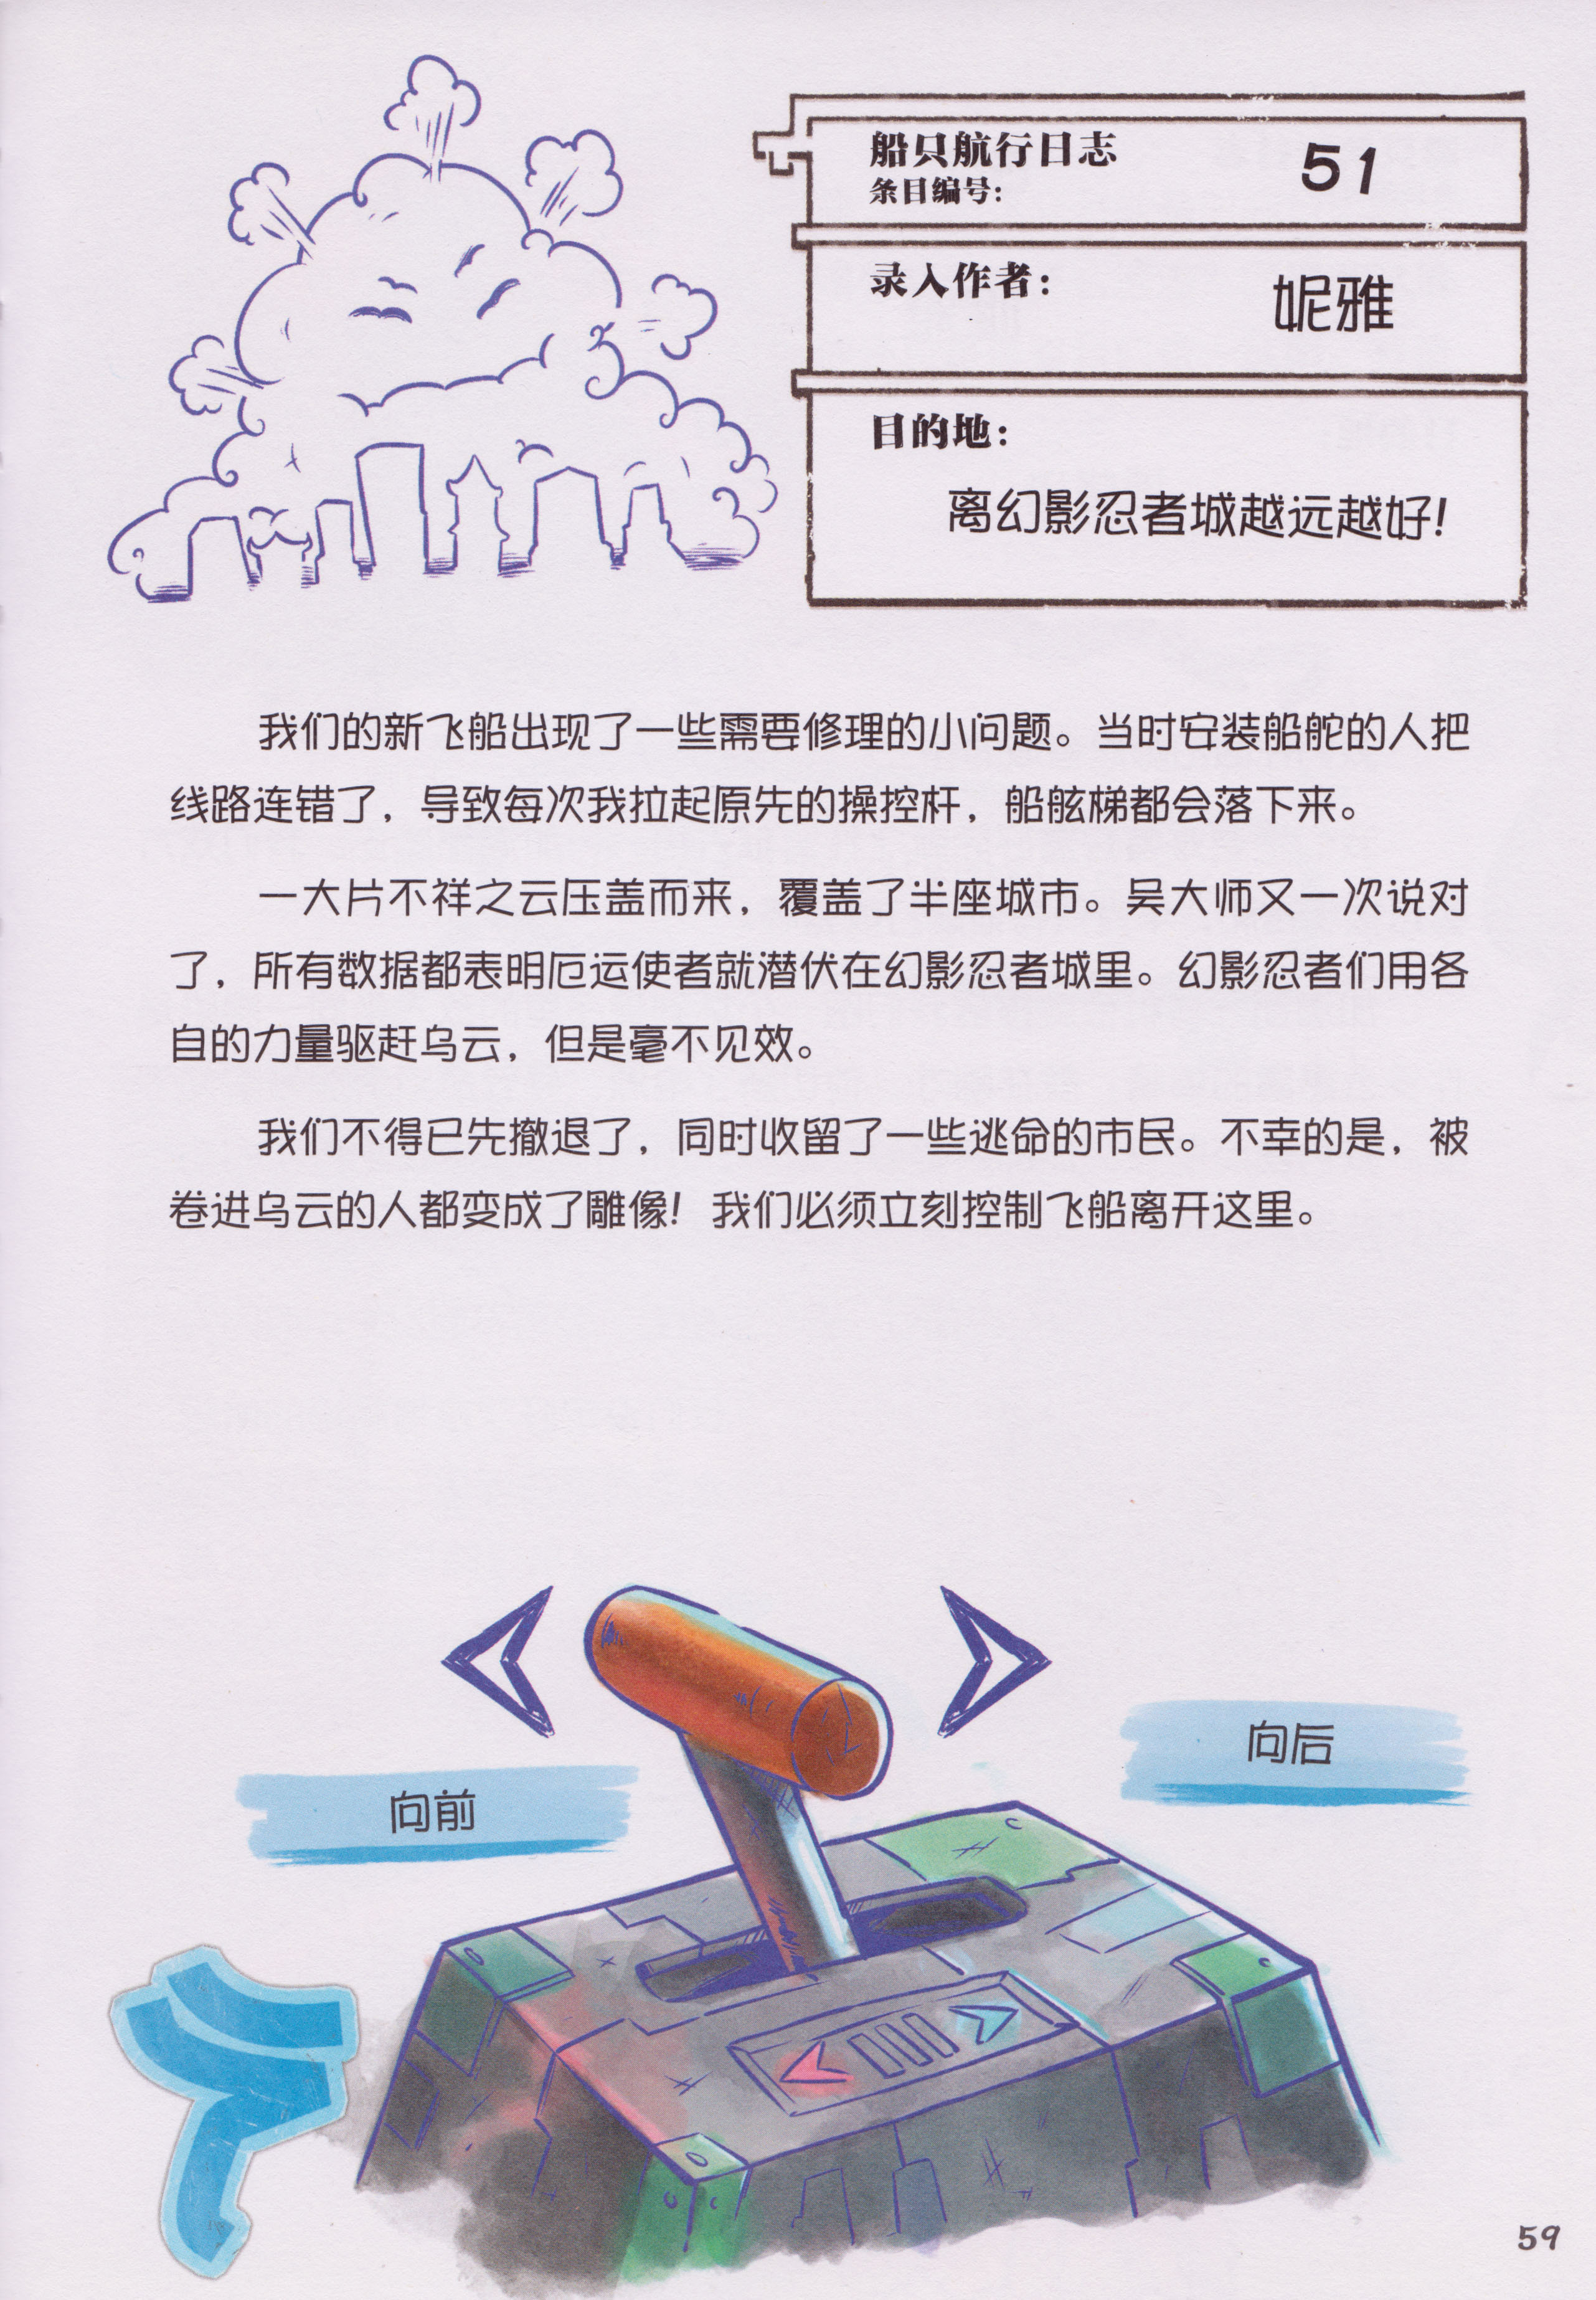 船只航行日志
条目编号：
51
录入作者：
妮雅
目的地：
离幻影忍者城越远越好！
我们的新飞船出现了一些需要修理的小问题。当时安装船舵的人把
线路连错了，导致每次我拉起原先的操控杆，船舷梯都会落下来。
一大片不祥之云压盖而来，覆盖了半座城市。吴大师又一次说对
了，所有数据都表明厄运使者就潜伏在幻影忍者城里。幻影忍者们用各
自的力量驱赶乌云，但是毫不见效。
我们不得已先撤退了，同时收留了一些逃命的市民。不幸的是，被
卷进乌云的人都变成了雕像！我们必须立刻控制飞船离开这里。
向后
向前
59